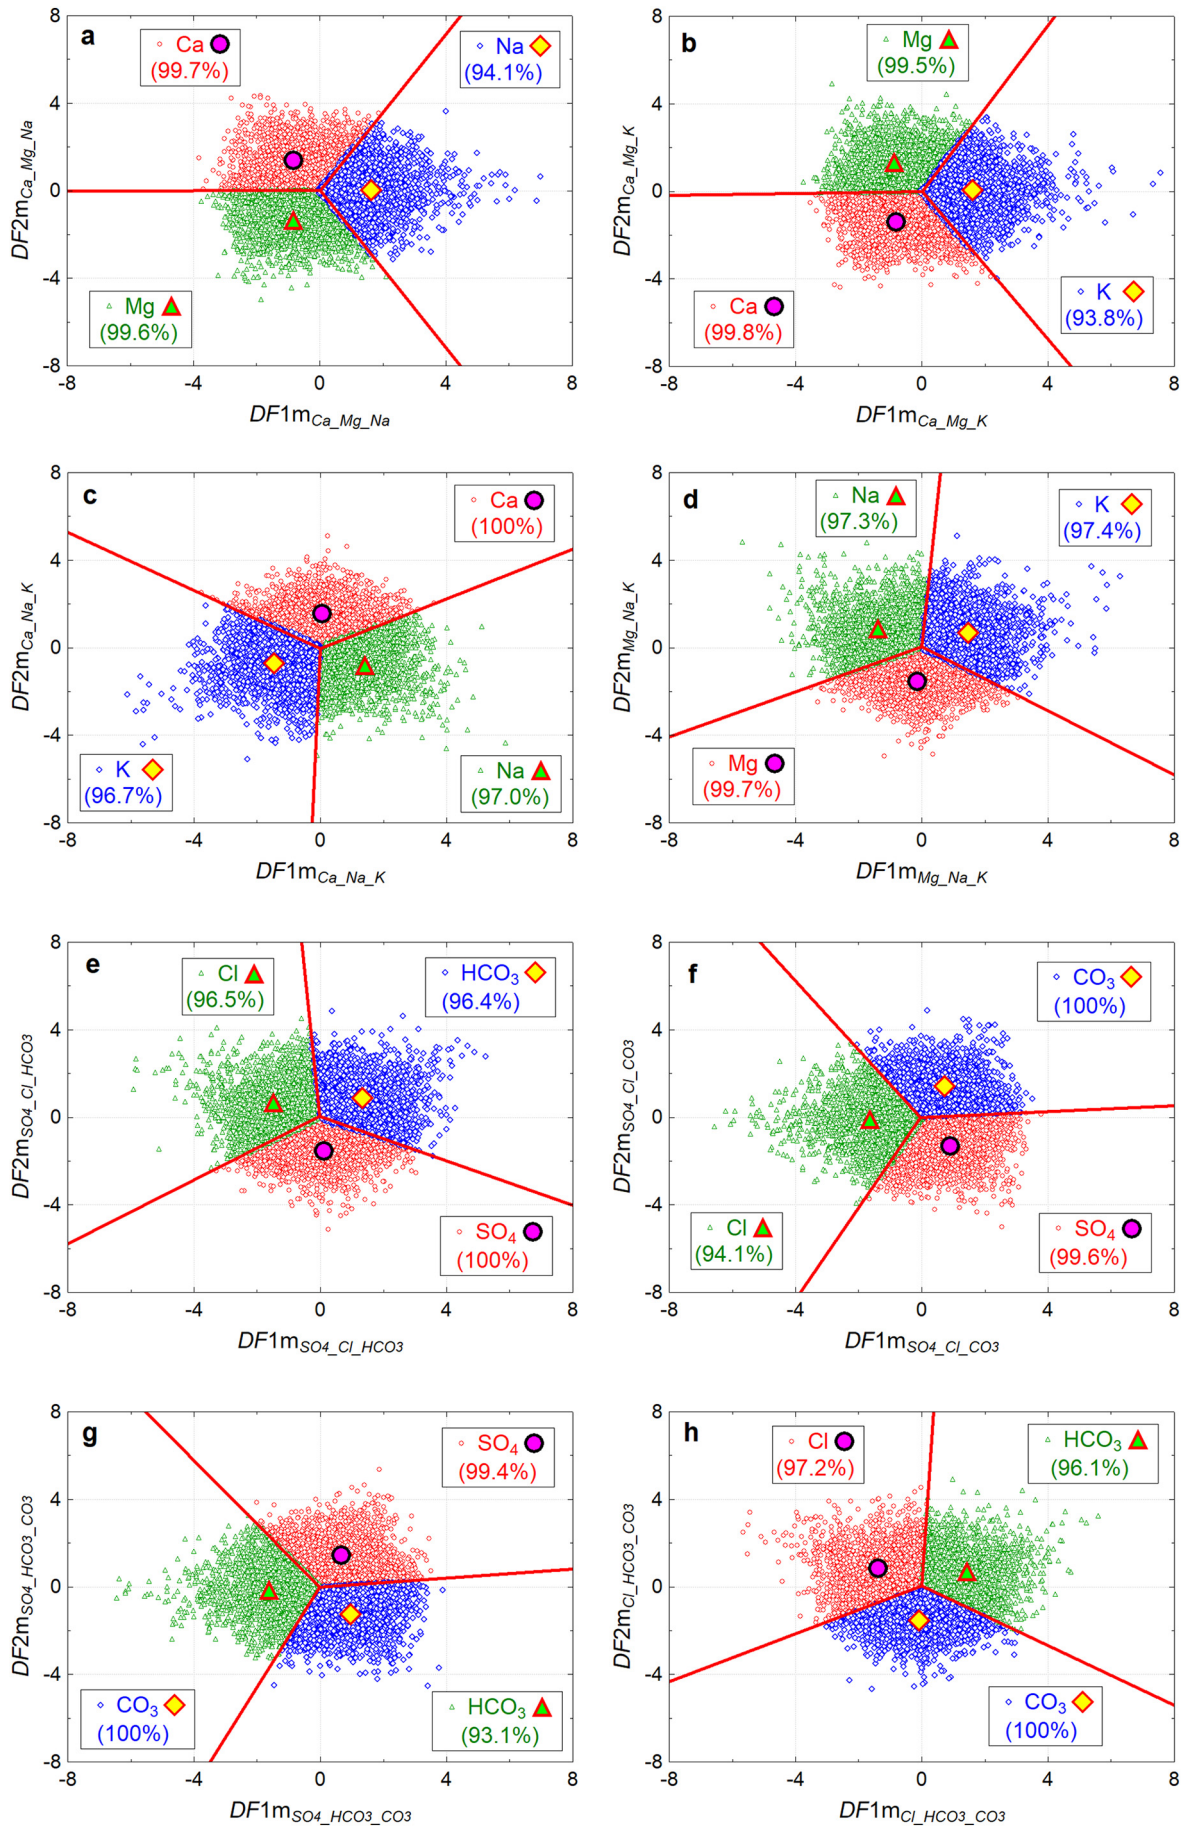 a
Ca
(99.7%)
Na
(94.1%)
Mg
(99.6%)
8
4
0
-4
-8
-8
-4
0
4
8
DF2mCa_Mg_Na
DF1mCa_Mg_Na
b
Mg
(99.5%)
Ca
(99.8%)
K
(93.8%)
8
4
0
-4
-8
-8
-4
0
4
8
DF2mCa_Mg_K
DF1mCa_Mg_K
c
Ca
(100%)
K
(96.7%)
Na
(97.0%)
8
4
0
-4
-8
-8
-4
0
4
8
DF2mCa_Na_K
DF1mCa_Na_K
d
Na
(97.3%)
K
(97.4%)
Mg
(99.7%)
8
4
0
-4
-8
-8
-4
0
4
8
DF2mMg_Na_K
DF1mMg_Na_K
e
Cl
(96.5%)
HCO3
(96.4%)
SO4
(100%)
8
4
0
-4
-8
-8
-4
0
4
8
DF2mSO4_Cl_HCO3
DF1mSO4_Cl_HCO3
f
CO3
(100%)
Cl
(94.1%)
SO4
(99.6%)
8
4
0
-4
-8
-8
-4
0
4
8
DF2mSO4_Cl_CO3
DF1mSO4_Cl_CO3
g
SO4
(99.4%)
CO3
(100%)
HCO3
(93.1%)
8
4
0
-4
-8
-8
-4
0
4
8
DF2mSO4_HCO3_CO3
DF1mSO4_HCO3_CO3
h
Cl
(97.2%)
HCO3
(96.1%)
CO3
(100%)
8
4
0
-4
-8
-8
-4
0
4
8
DF2mCl_HCO3_CO3
DF1mCl_HCO3_CO3